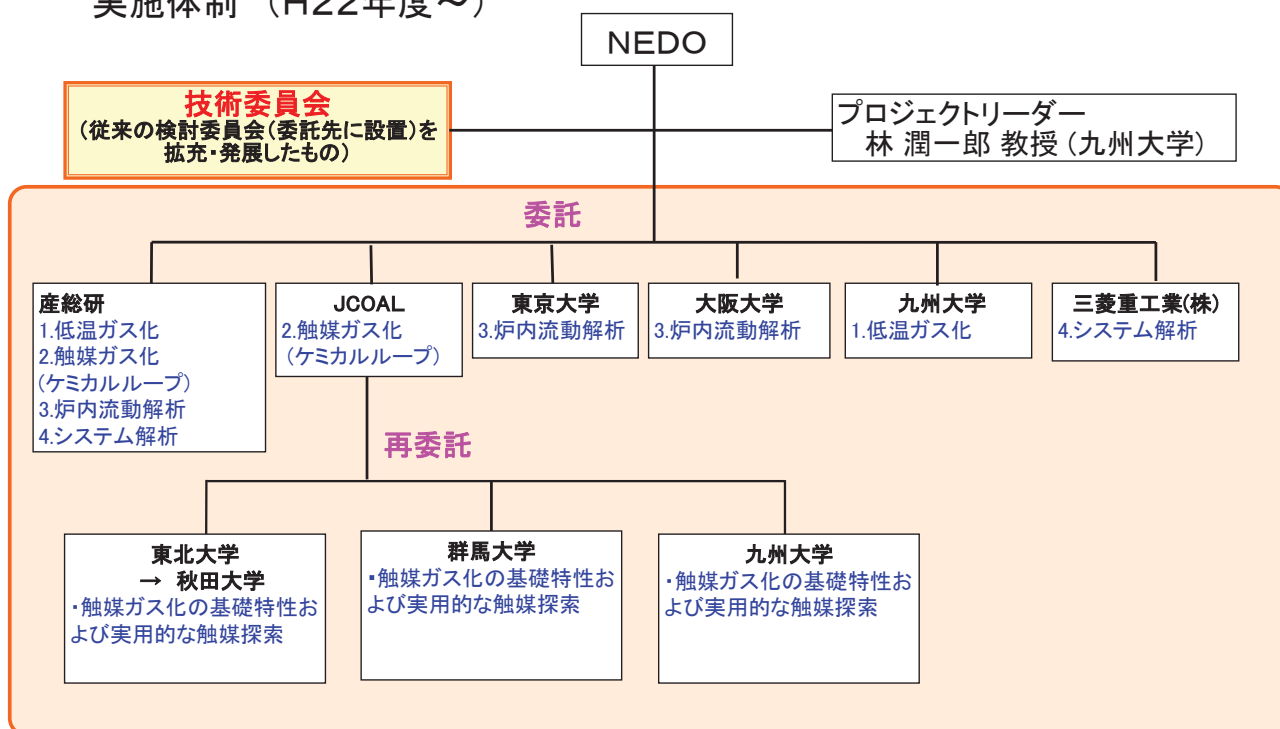 実施体制 （H22年度～）
NEDO
技術委員会
（従来の検討委員会（委託先に設置）を
拡充・発展したもの）
プロジェクトリーダー
林 潤一郎 教授（九州大学）
委託
産総研
1.低温ガス化
2.触媒ガス化
(ケミカルループ)
3.炉内流動解析
4.システム解析
JCOAL
2.触媒ガス化
（ケミカルループ）
東京大学
3.炉内流動解析
大阪大学
3.炉内流動解析
九州大学
1.低温ガス化
三菱重工業(株)
4.システム解析
再委託
東北大学
→ 秋田大学
・触媒ガス化の基礎特性お
よび実用的な触媒探索
群馬大学
・触媒ガス化の基礎特性お
よび実用的な触媒探索
九州大学
・触媒ガス化の基礎特性お
よび実用的な触媒探索